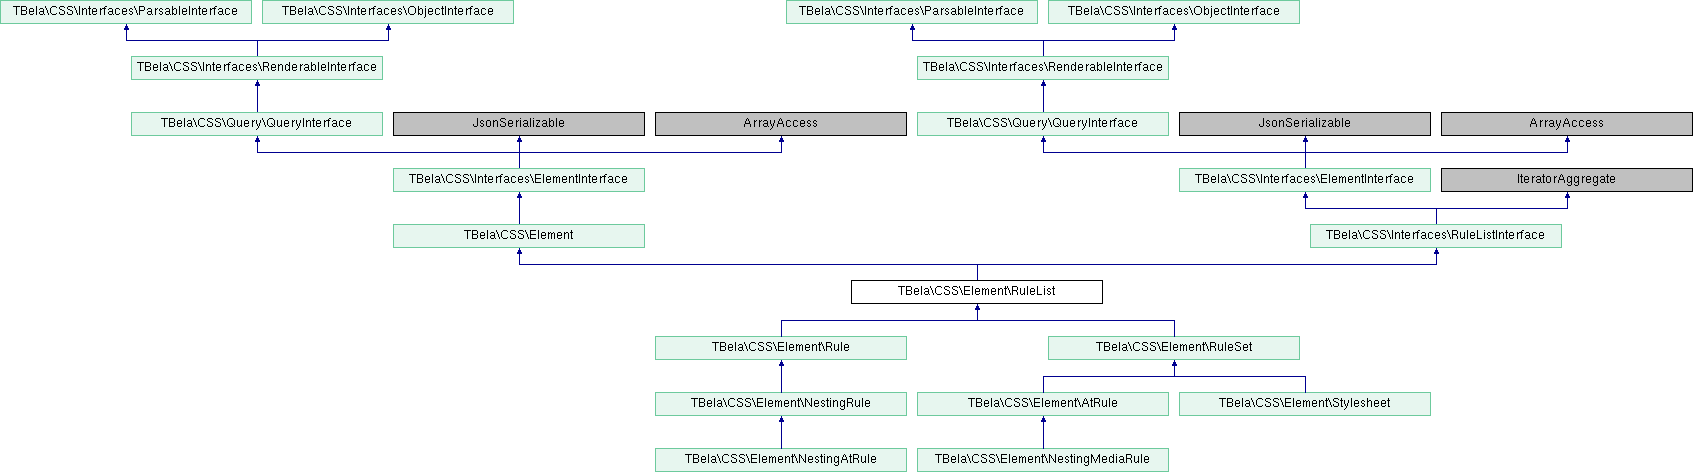 TBela\CSS\Interfaces\ParsableInterface
TBela\CSS\Interfaces\ObjectInterface
TBela\CSS\Interfaces\ParsableInterface
TBela\CSS\Interfaces\ObjectInterface
TBela\CSS\Interfaces\RenderableInterface
TBela\CSS\Interfaces\RenderableInterface
TBela\CSS\Query\QueryInterface
JsonSerializable
ArrayAccess
TBela\CSS\Query\QueryInterface
JsonSerializable
ArrayAccess
TBela\CSS\Interfaces\ElementInterface
TBela\CSS\Interfaces\ElementInterface
IteratorAggregate
TBela\CSS\Element
TBela\CSS\Interfaces\RuleListInterface
TBela\CSS\Element\RuleList
TBela\CSS\Element\Rule
TBela\CSS\Element\RuleSet
TBela\CSS\Element\NestingRule
TBela\CSS\Element\AtRule
TBela\CSS\Element\Stylesheet
TBela\CSS\Element\NestingAtRule
TBela\CSS\Element\NestingMediaRule